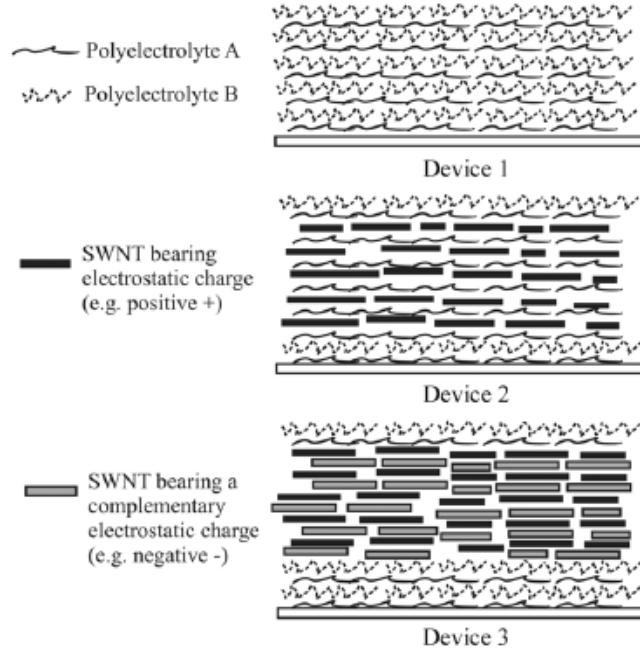 Polyelectrolyte A
Polyelectrolyte B
Device 1
SWNT bearing
electrostatic charge
(e.g. positive +)
Device 2
SWNT bearing a
complementary
electrostatic charge
(e.g. negative -)
Device 3